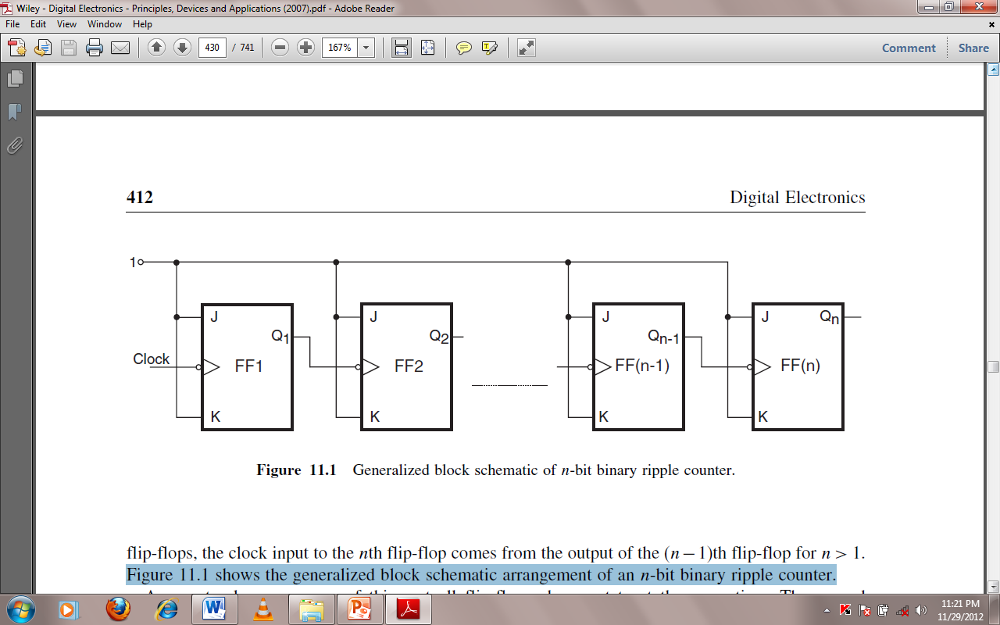 Wiley - Digital Electronics - Principles, Devices and Applications (2007).pdf - Adobe Reader
File Edit View Window Help
430 / 741 167% Comment Share
412 Digital Electronics
1
J J J J
Q1 Q2 Qn-1 Qn
Clock FF1 FF2 FF(n-1) FF(n)
K K K K
Figure 11.1 Generalized block schematic of n-bit binary ripple counter.
flip-flops, the clock input to the nth flip-flop comes from the output of the (n − 1)th flip-flop for n > 1.
Figure 11.1 shows the generalized block schematic arrangement of an n-bit binary ripple counter.
11:21 PM
11/29/2012